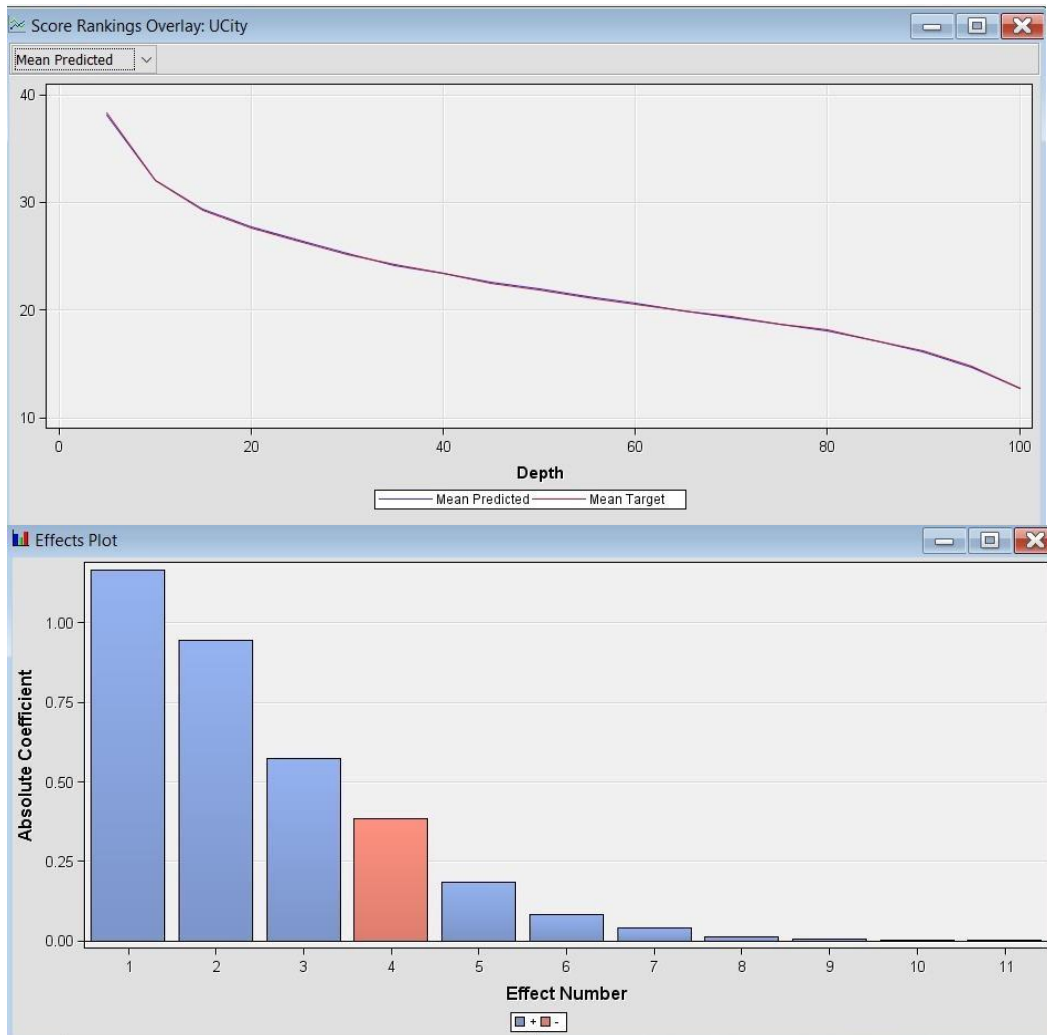 Score Rankings Overlay: UCity
Mean Predicted
40
30
20
10
0 20 40 60 80 100
Depth
Mean Predicted Mean Target
Effects Plot
Absolute Coefficient
1.00
0.75
0.50
0.25
0.00
1 2 3 4 5 6 7 8 9 10 11
Effect Number
+ -